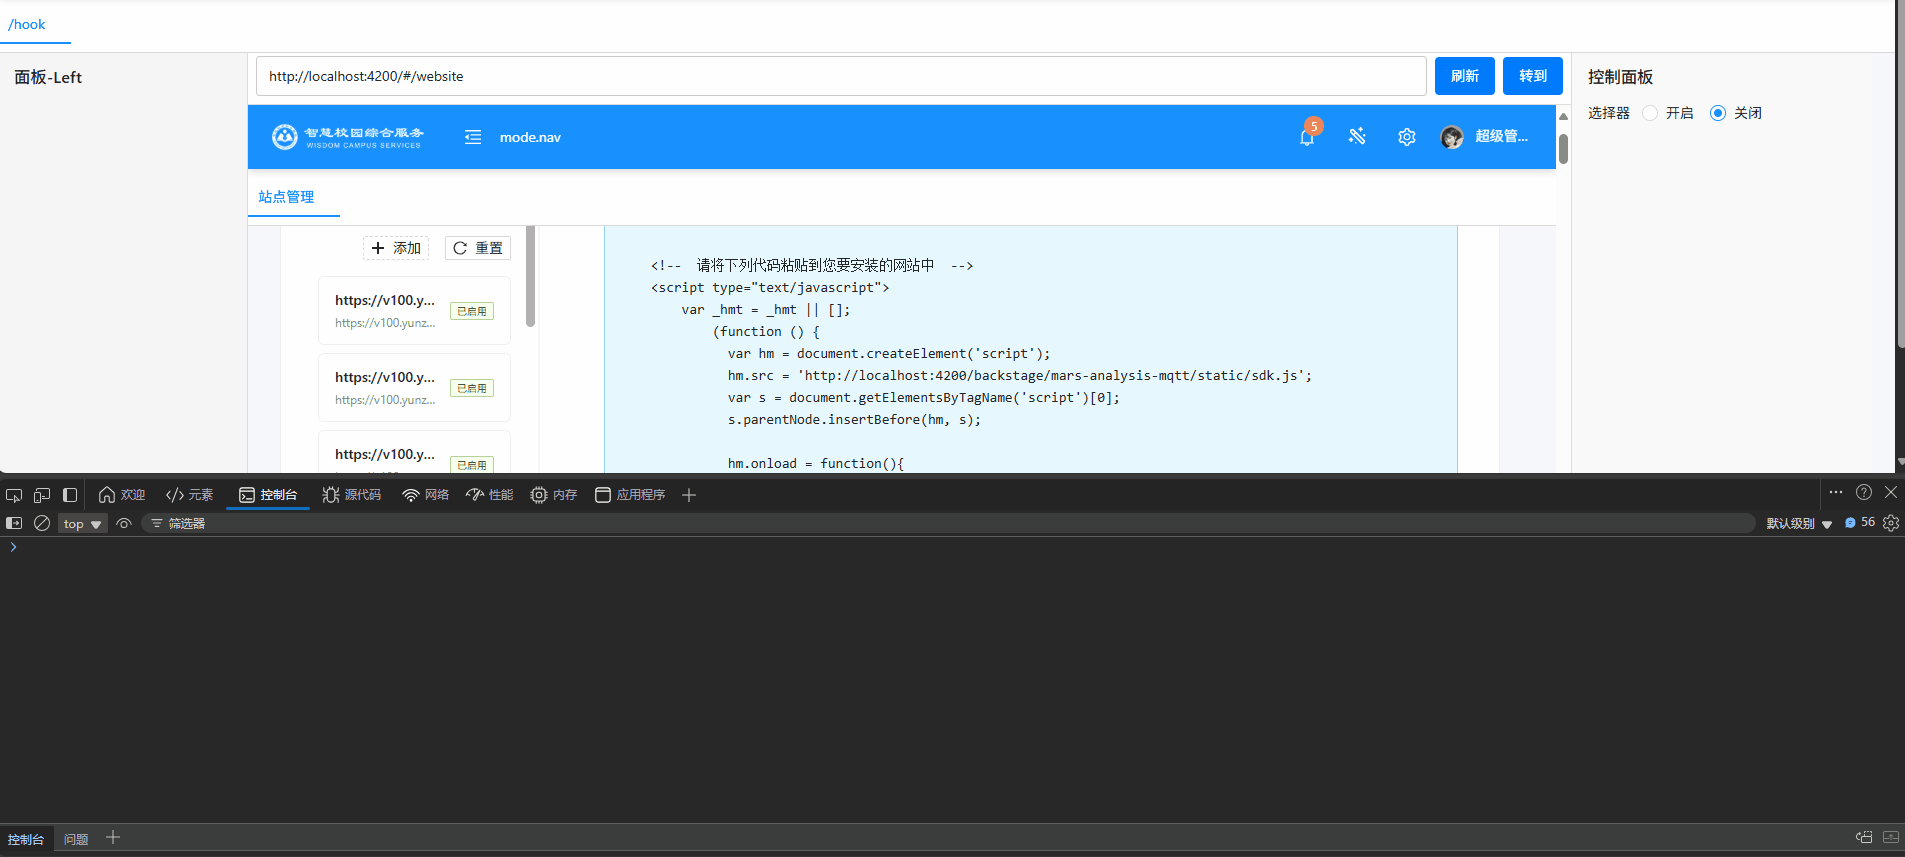 /hook
面板-Left
http://localhost:4200/#/website
刷新
转到
控制面板
选择器 开启 关闭
智慧校园综合服务
WISDOM CAMPUS SERVICES
mode.nav
5
超级管...
站点管理
添加
重置
https://v100.y...
已启用
https://v100.yunz...
https://v100.y...
已启用
https://v100.yunz...
https://v100.y...
已启用
<!-- 请将下列代码粘贴到您要安装的网站中 -->
<script type="text/javascript">
var _hmt = _hmt || [];
(function () {
var hm = document.createElement('script');
hm.src = 'http://localhost:4200/backstage/mars-analysis-mqtt/static/sdk.js';
var s = document.getElementsByTagName('script')[0];
s.parentNode.insertBefore(hm, s);
hm.onload = function(){
欢迎 元素 控制台 源代码 网络 性能 内存 应用程序
top 筛选器 默认级别 56
控制台 问题